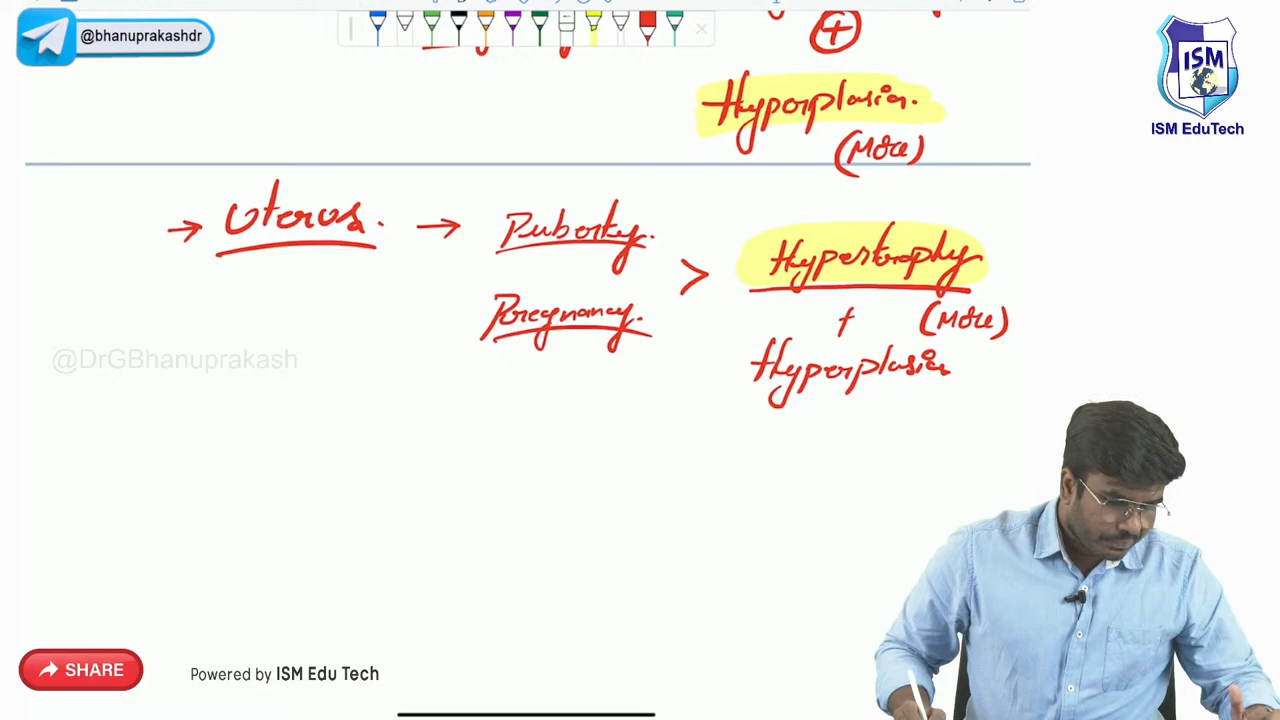 @bhanuprakashdr
+
Hyperplasia.
(More)
ISM
ISM EduTech
→ Uterus. → Puberty.
Pregnancy.
> Hypertrophy
+ (More)
Hyperplasia
@DrGBhanuprakash
SHARE
Powered by ISM Edu Tech